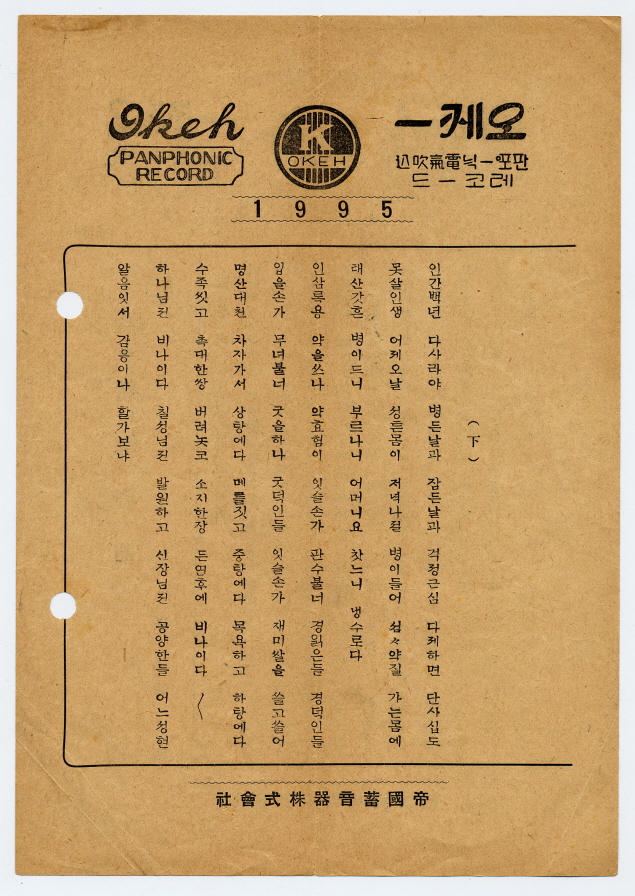 Okeh
PANPHONIC
RECORD
K
OKEH
오케ー
판포ー닉電氣吹込
레코ード
1995
(下)
인간백년 다사라야 병든날과 잠든날과 걱정근심 다케하면 단사십도
못살인생 어케오날 성튼몸이 저녁나절 병이들어 섬々약질 가는몸에
태산갓흔 병이드니 부르나니 어머니요 찻느니 냉수로다
인삼록용 약을쓰나 약효험이 잇슬손가 판수불너 경읽은들 경덕인들
입을손가 무녀불너 굿을하나 굿덕인들 잇슬손가 재미쌀을 쓸고쓸어
명산대천 차자가서 상탕에다 메를짓고 중탕에다 목욕하고 하탕에다
수족씻고 촉대한쌍 버려놋코 소지한장 든연후에 비나이다 〳〵
하나님젼 비나이다 칠성님젼 발원하고 신장님젼 공양한들 어느성현
알음잇서 감응이나 할가보냐
帝國蓄音器株式會社